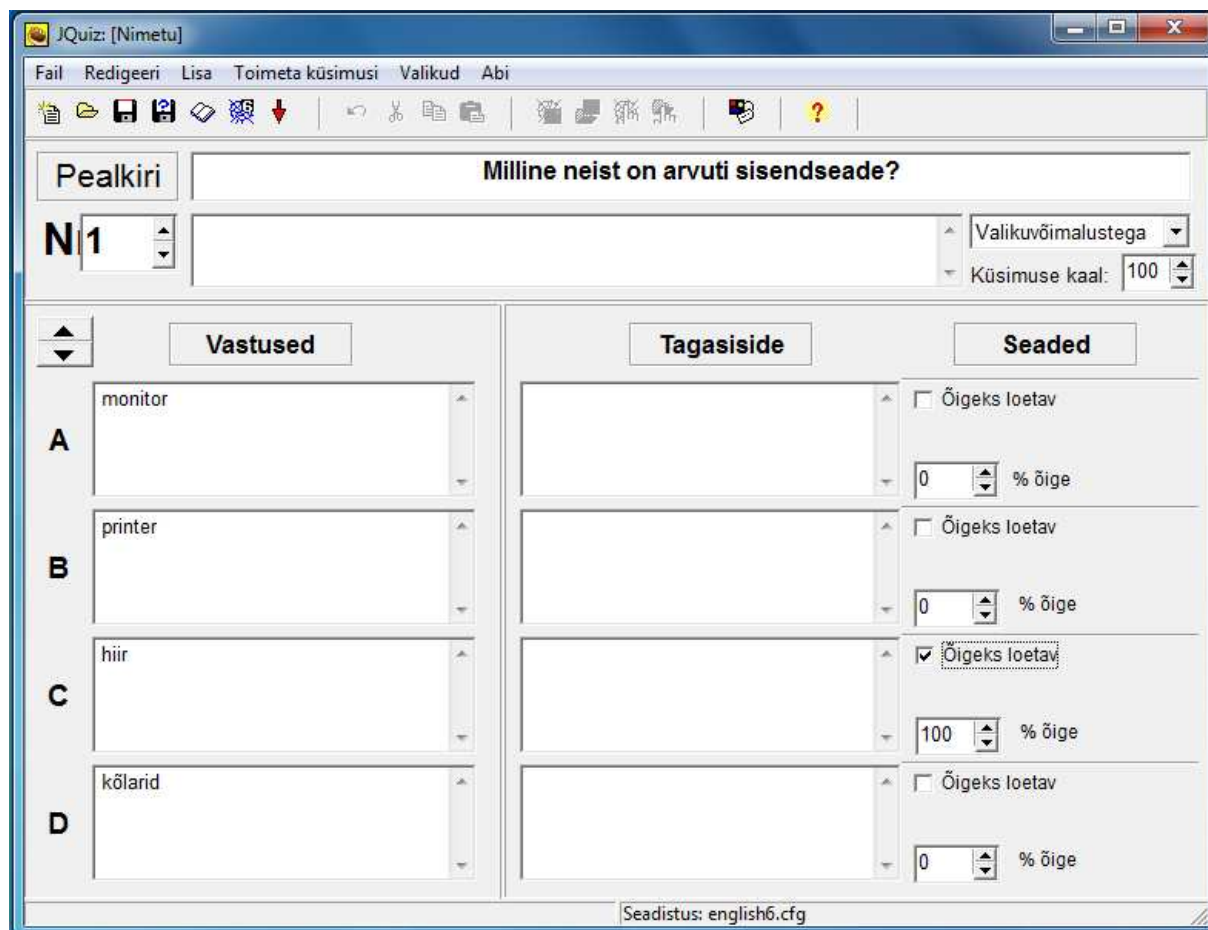 JQuiz: [Nimetu]
Fail Redigeeri Lisa Toimeta küsimusi Valikud Abi
Pealkiri Milline neist on arvuti sisendseade?
1 Valikuvõimalustega
Küsimuse kaal: 100
Vastused Tagasiside Seaded
monitor Õigeks loetav
A
0 % õige
printer Õigeks loetav
B
0 % õige
hiir Õigeks loetav
C
100 % õige
kõlarid Õigeks loetav
D
0 % õige
Seadistus: english6.cfg